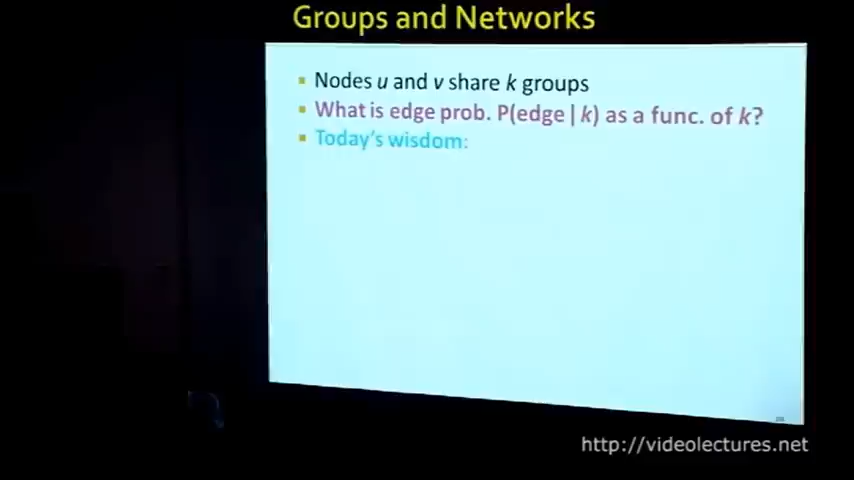 Groups and Networks
Nodes u and v share k groups
What is edge prob. P(edge | k) as a func. of k?
Today's wisdom:
http://videolectures.net